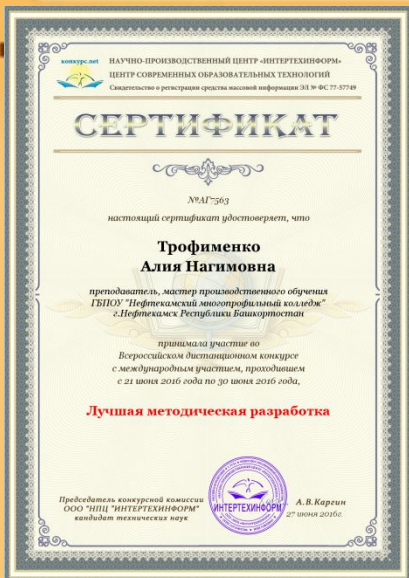 конкурс.net
НАУЧНО-ПРОИЗВОДСТВЕННЫЙ ЦЕНТР «ИНТЕРТЕХИНФОРМ»
ЦЕНТР СОВРЕМЕННЫХ ОБРАЗОВАТЕЛЬНЫХ ТЕХНОЛОГИЙ
Свидетельство о регистрации средства массовой информации ЭЛ № ФС 77-57749
СЕРТИФИКАТ
№АГ7563
настоящий сертификат удостоверяет, что
Трофименко
Алия Нагимовна
преподаватель, мастер производственного обучения
ГБПОУ "Нефтекамский многопрофильный колледж"
г.Нефтекамск Республики Башкортостан
принимала участие во
Всероссийском дистанционном конкурсе
с международным участием, проходившем
с 21 июня 2016 года по 30 июня 2016 года,
Лучшая методическая разработка
Председатель конкурсной комиссии
ООО "НПЦ "ИНТЕРТЕХИНФОРМ"
кандидат технических наук
ИНТЕРТЕХИНФОРМ
А.В.Каргин
27 июня 2016г.